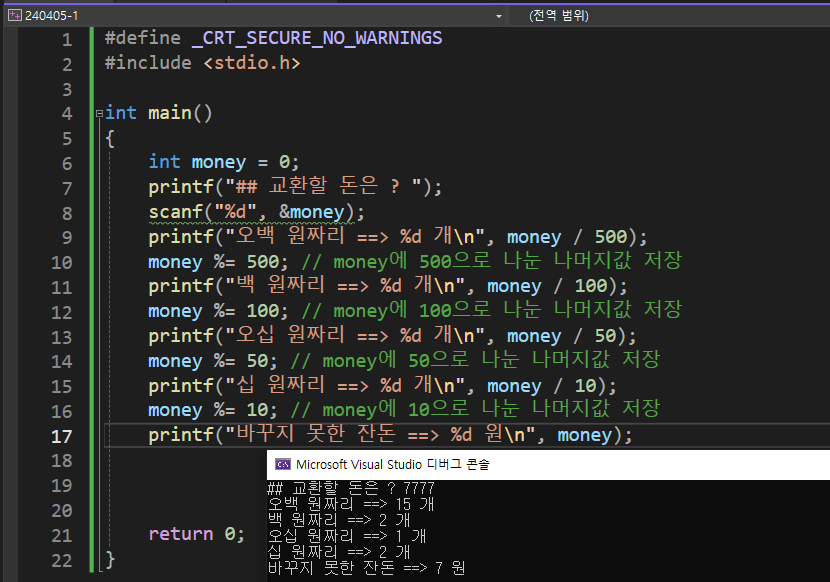 240405-1 (전역 범위)
1 #define _CRT_SECURE_NO_WARNINGS
2 #include <stdio.h>
3
4 int main()
5 {
6 int money = 0;
7 printf("## 교환할 돈은 ? ");
8 scanf("%d", &money);
9 printf("오백 원짜리 ==> %d 개\n", money / 500);
10 money %= 500; // money에 500으로 나눈 나머지값 저장
11 printf("백 원짜리 ==> %d 개\n", money / 100);
12 money %= 100; // money에 100으로 나눈 나머지값 저장
13 printf("오십 원짜리 ==> %d 개\n", money / 50);
14 money %= 50; // money에 50으로 나눈 나머지값 저장
15 printf("십 원짜리 ==> %d 개\n", money / 10);
16 money %= 10; // money에 10으로 나눈 나머지값 저장
17 printf("바꾸지 못한 잔돈 ==> %d 원\n", money);
18
19
20
21 return 0;
22 }
Microsoft Visual Studio 디버그 콘솔
## 교환할 돈은 ? 7777
오백 원짜리 ==> 15 개
백 원짜리 ==> 2 개
오십 원짜리 ==> 1 개
십 원짜리 ==> 2 개
바꾸지 못한 잔돈 ==> 7 원